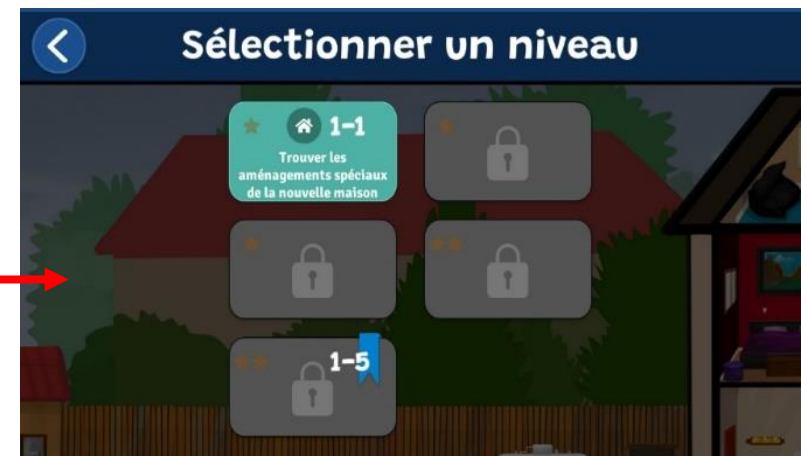 Sélectionner un niveau
1-1
Trouver les
aménagements spéciaux
de la nouvelle maison
1-5